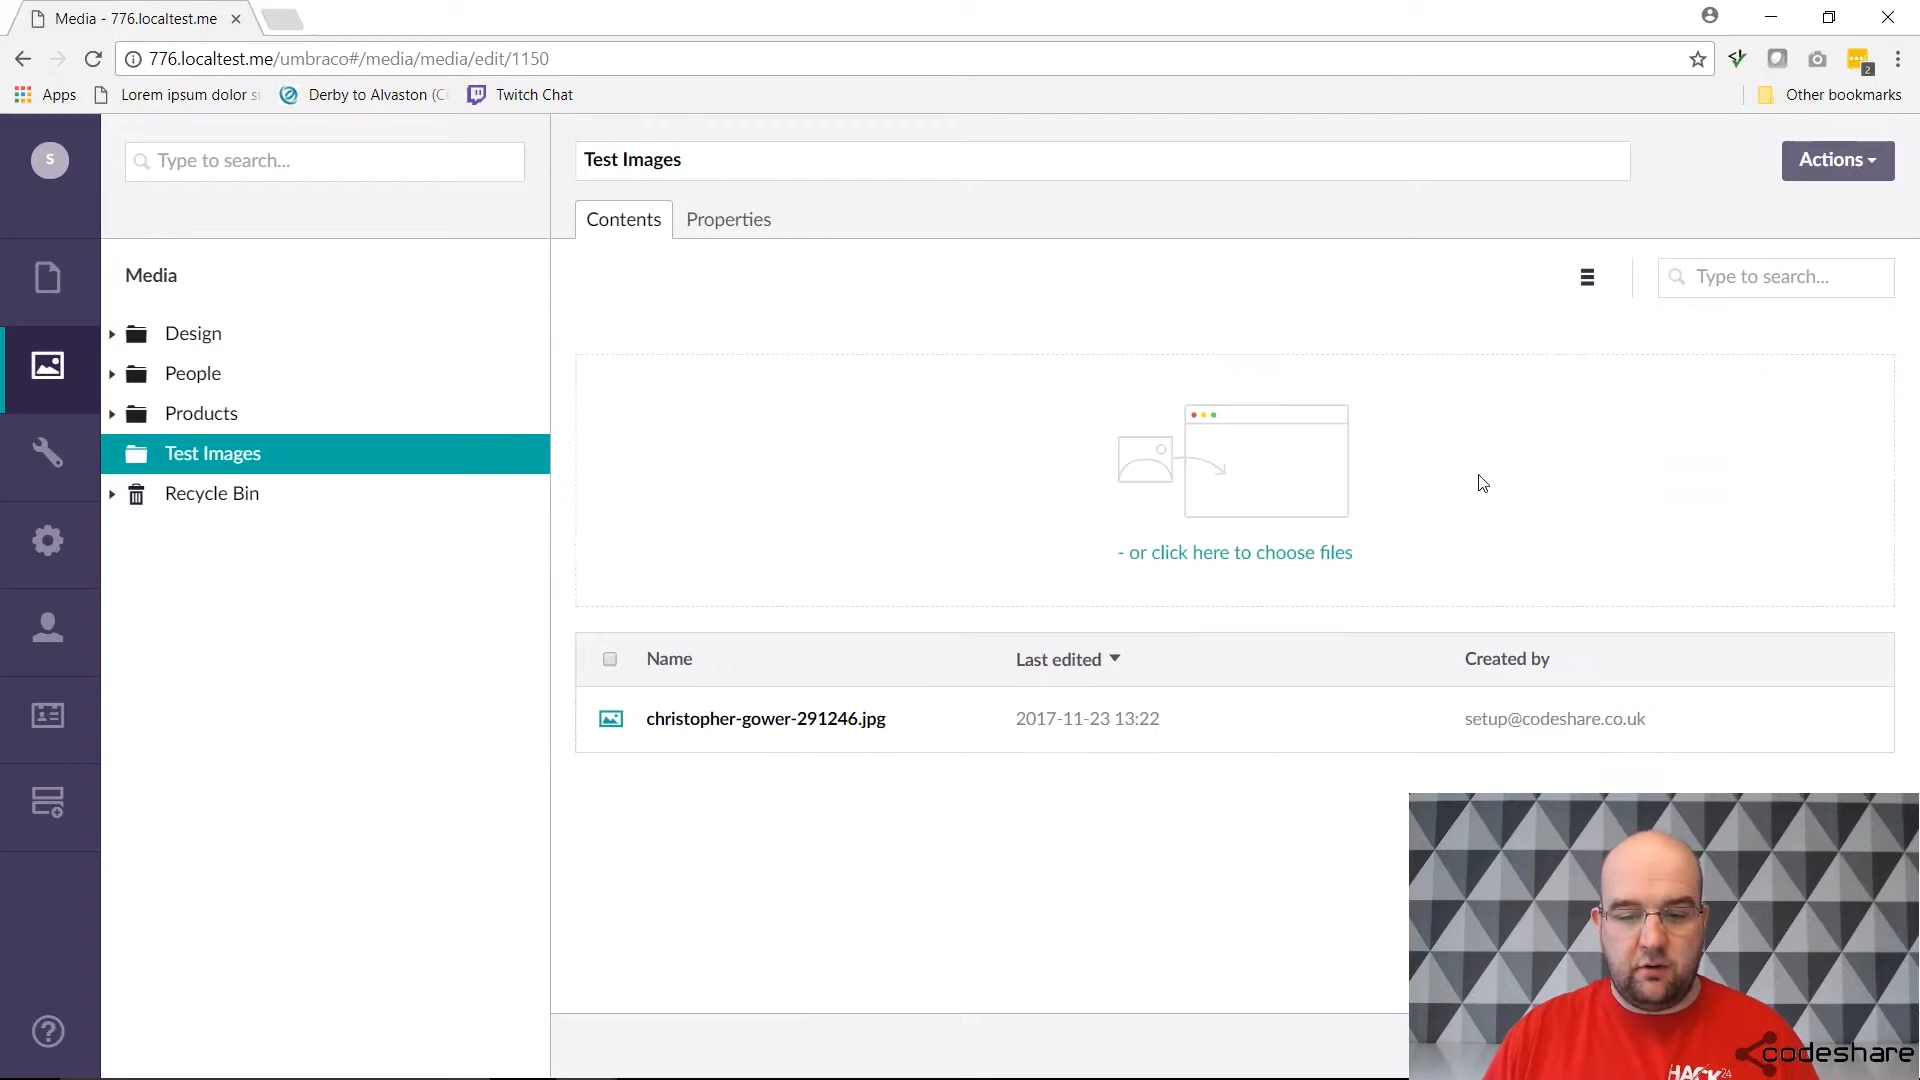 Media - 776.localtest.me
776.localtest.me/umbraco#/media/media/edit/1150
2
Apps
Lorem ipsum dolor si
Derby to Alvaston (Ci
Twitch Chat
Other bookmarks
S
Type to search...
Test Images
Actions
Contents
Properties
Media
Type to search...
Design
People
Products
Test Images
Recycle Bin
- or click here to choose files
Name
Last edited
Created by
christopher-gower-291246.jpg
2017-11-23 13:22
setup@codeshare.co.uk
codeshare
HACK24